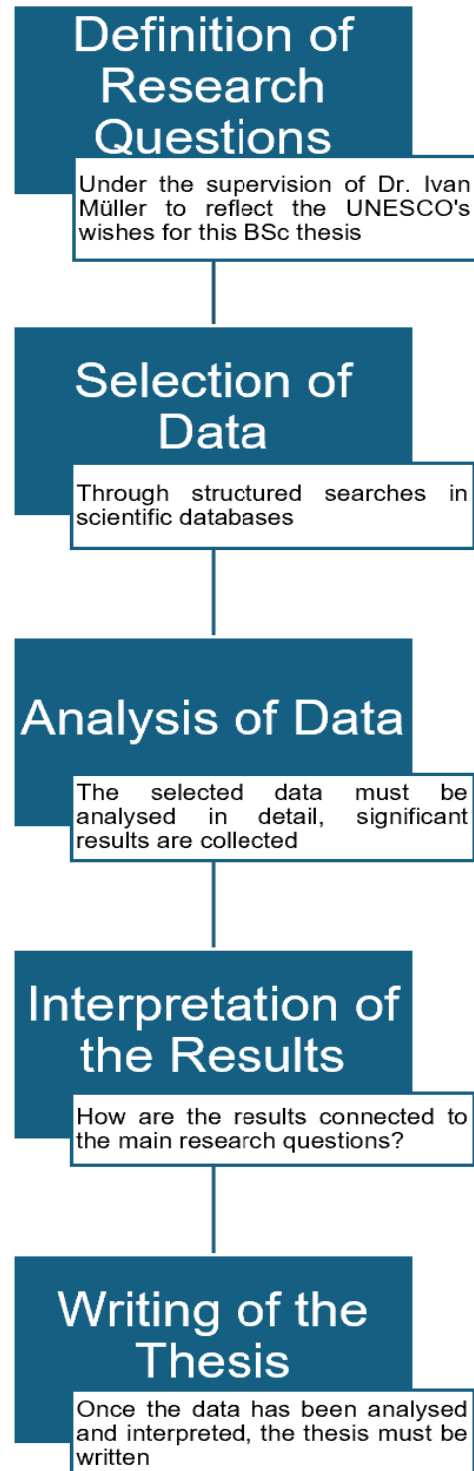 Definition of
Research
Questions
Under the supervision of Dr. Ivan
Müller to reflect the UNESCO's
wishes for this BSc thesis
Selection of
Data
Through structured searches in
scientific databases
Analysis of Data
The selected data must be
analysed in detail, significant
results are collected
Interpretation of
the Results
How are the results connected to
the main research questions?
Writing of the
Thesis
Once the data has been analysed
and interpreted, the thesis must be
written